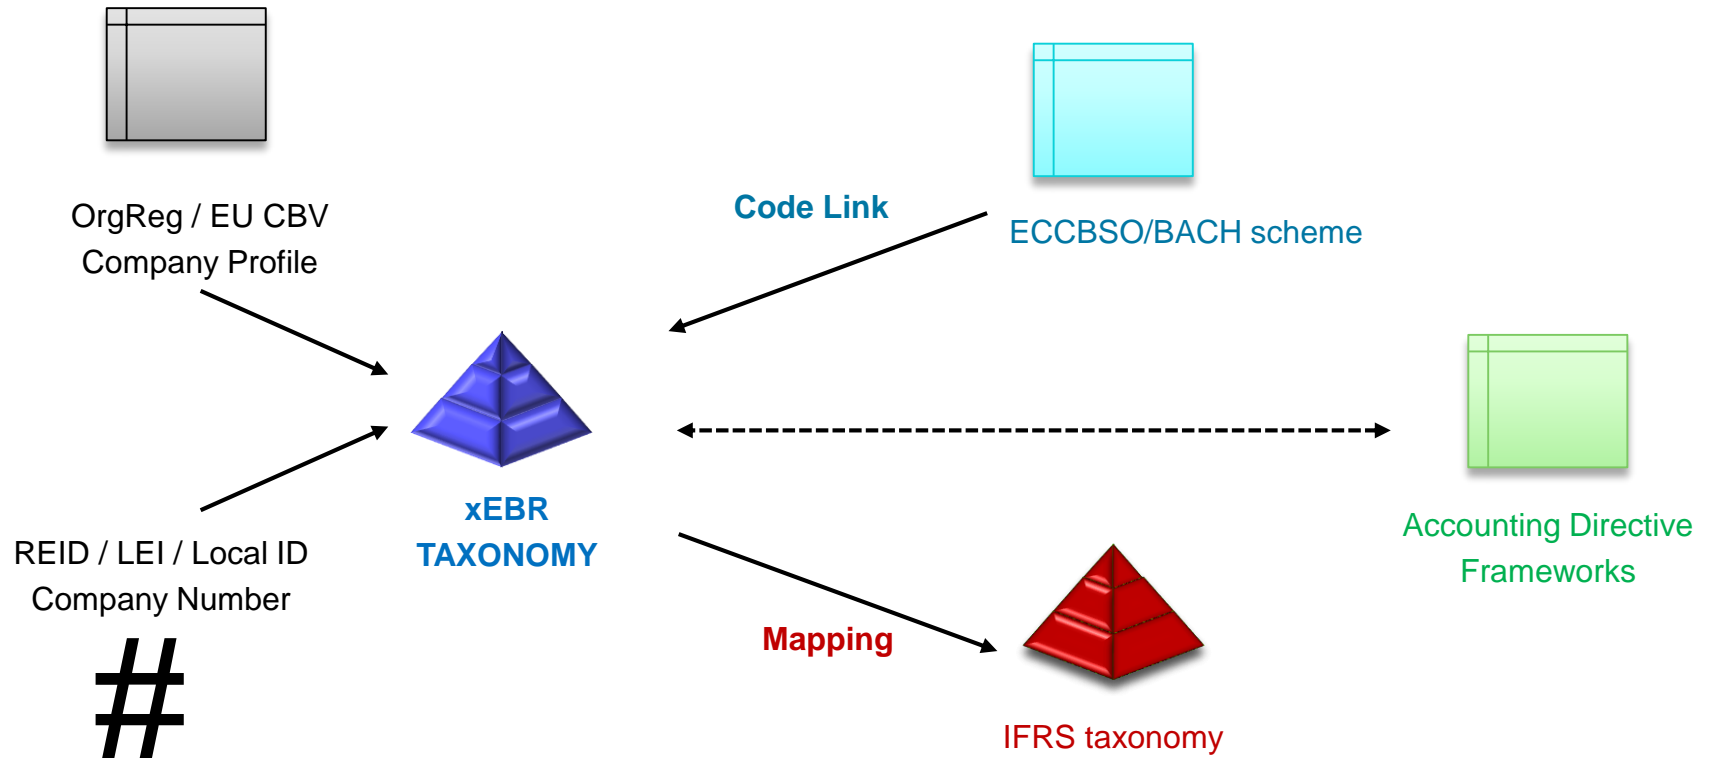 OrgReg / EU CBV
Company Profile
Code Link
ECCBSO/BACH scheme
xEBR
TAXONOMY
Accounting Directive
Frameworks
REID / LEI / Local ID
Company Number
#
Mapping
IFRS taxonomy